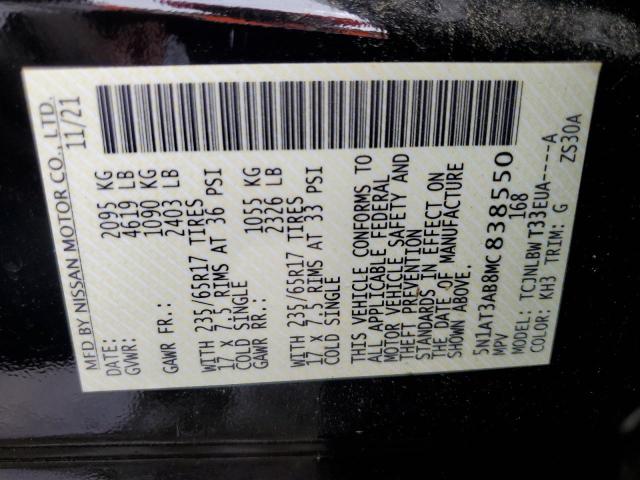 MFD BY NISSAN MOTOR CO., LTD.
DATE: 11/21
GVWR: 2095 KG
4619 LB
GAWR FR.: 1090 KG
2403 LB
WITH 235/65R17 TIRES
17 X 7.5 RIMS AT 36 PSI
COLD SINGLE
GAWR RR.: 1055 KG
2326 LB
WITH 235/65R17 TIRES
17 X 7.5 RIMS AT 33 PSI
COLD SINGLE
THIS VEHICLE CONFORMS TO
ALL APPLICABLE FEDERAL
MOTOR VEHICLE SAFETY AND
THEFT PREVENTION
STANDARDS IN EFFECT ON
THE DATE OF MANUFACTURE
SHOWN ABOVE.
5N1AT3AB8MC838550
MPV 168
MODEL: TCJNLBW T33EUA----A
COLOR: KH3 TRIM: G ZS30A